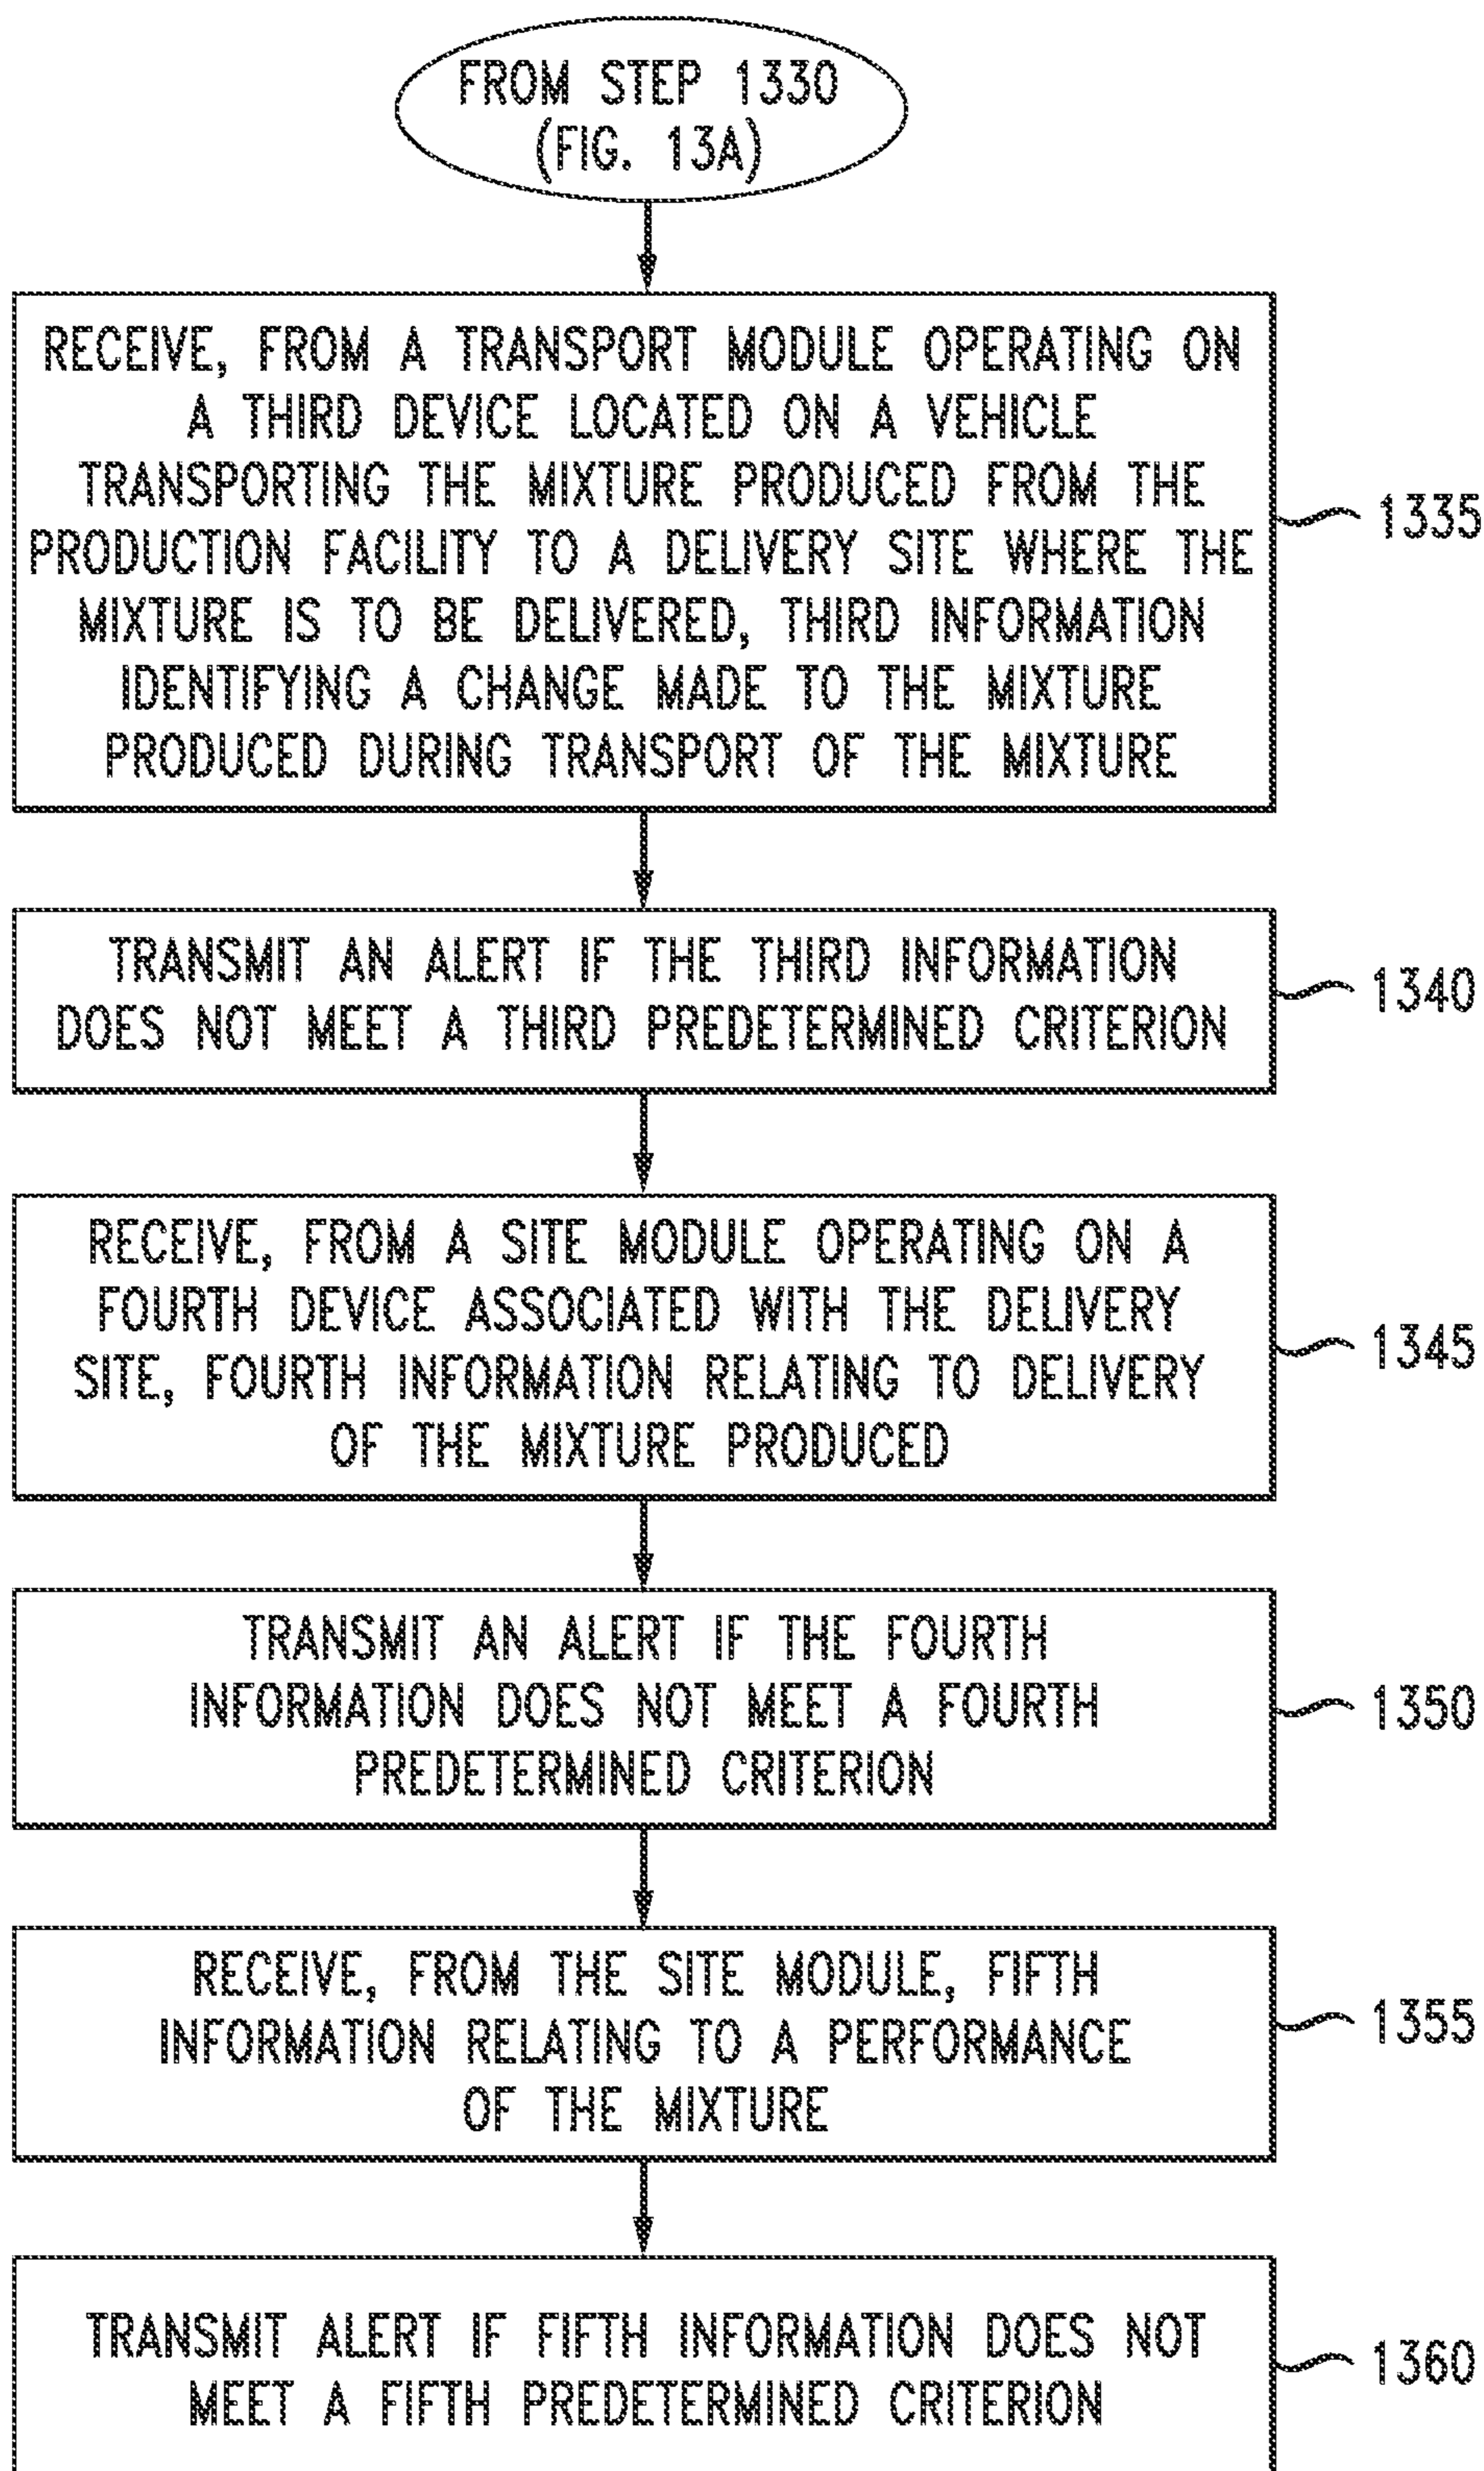 FROM STEP 1330
(FIG. 13A)
RECEIVE, FROM A TRANSPORT MODULE OPERATING ON
A THIRD DEVICE LOCATED ON A VEHICLE
TRANSPORTING THE MIXTURE PRODUCED FROM THE
PRODUCTION FACILITY TO A DELIVERY SITE WHERE THE
MIXTURE IS TO BE DELIVERED, THIRD INFORMATION
IDENTIFYING A CHANGE MADE TO THE MIXTURE
PRODUCED DURING TRANSPORT OF THE MIXTURE
1335
TRANSMIT AN ALERT IF THE THIRD INFORMATION
DOES NOT MEET A THIRD PREDETERMINED CRITERION
1340
RECEIVE, FROM A SITE MODULE OPERATING ON A
FOURTH DEVICE ASSOCIATED WITH THE DELIVERY
SITE, FOURTH INFORMATION RELATING TO DELIVERY
OF THE MIXTURE PRODUCED
1345
TRANSMIT AN ALERT IF THE FOURTH
INFORMATION DOES NOT MEET A FOURTH
PREDETERMINED CRITERION
1350
RECEIVE, FROM THE SITE MODULE, FIFTH
INFORMATION RELATING TO A PERFORMANCE
OF THE MIXTURE
1355
TRANSMIT ALERT IF FIFTH INFORMATION DOES NOT
MEET A FIFTH PREDETERMINED CRITERION
1360